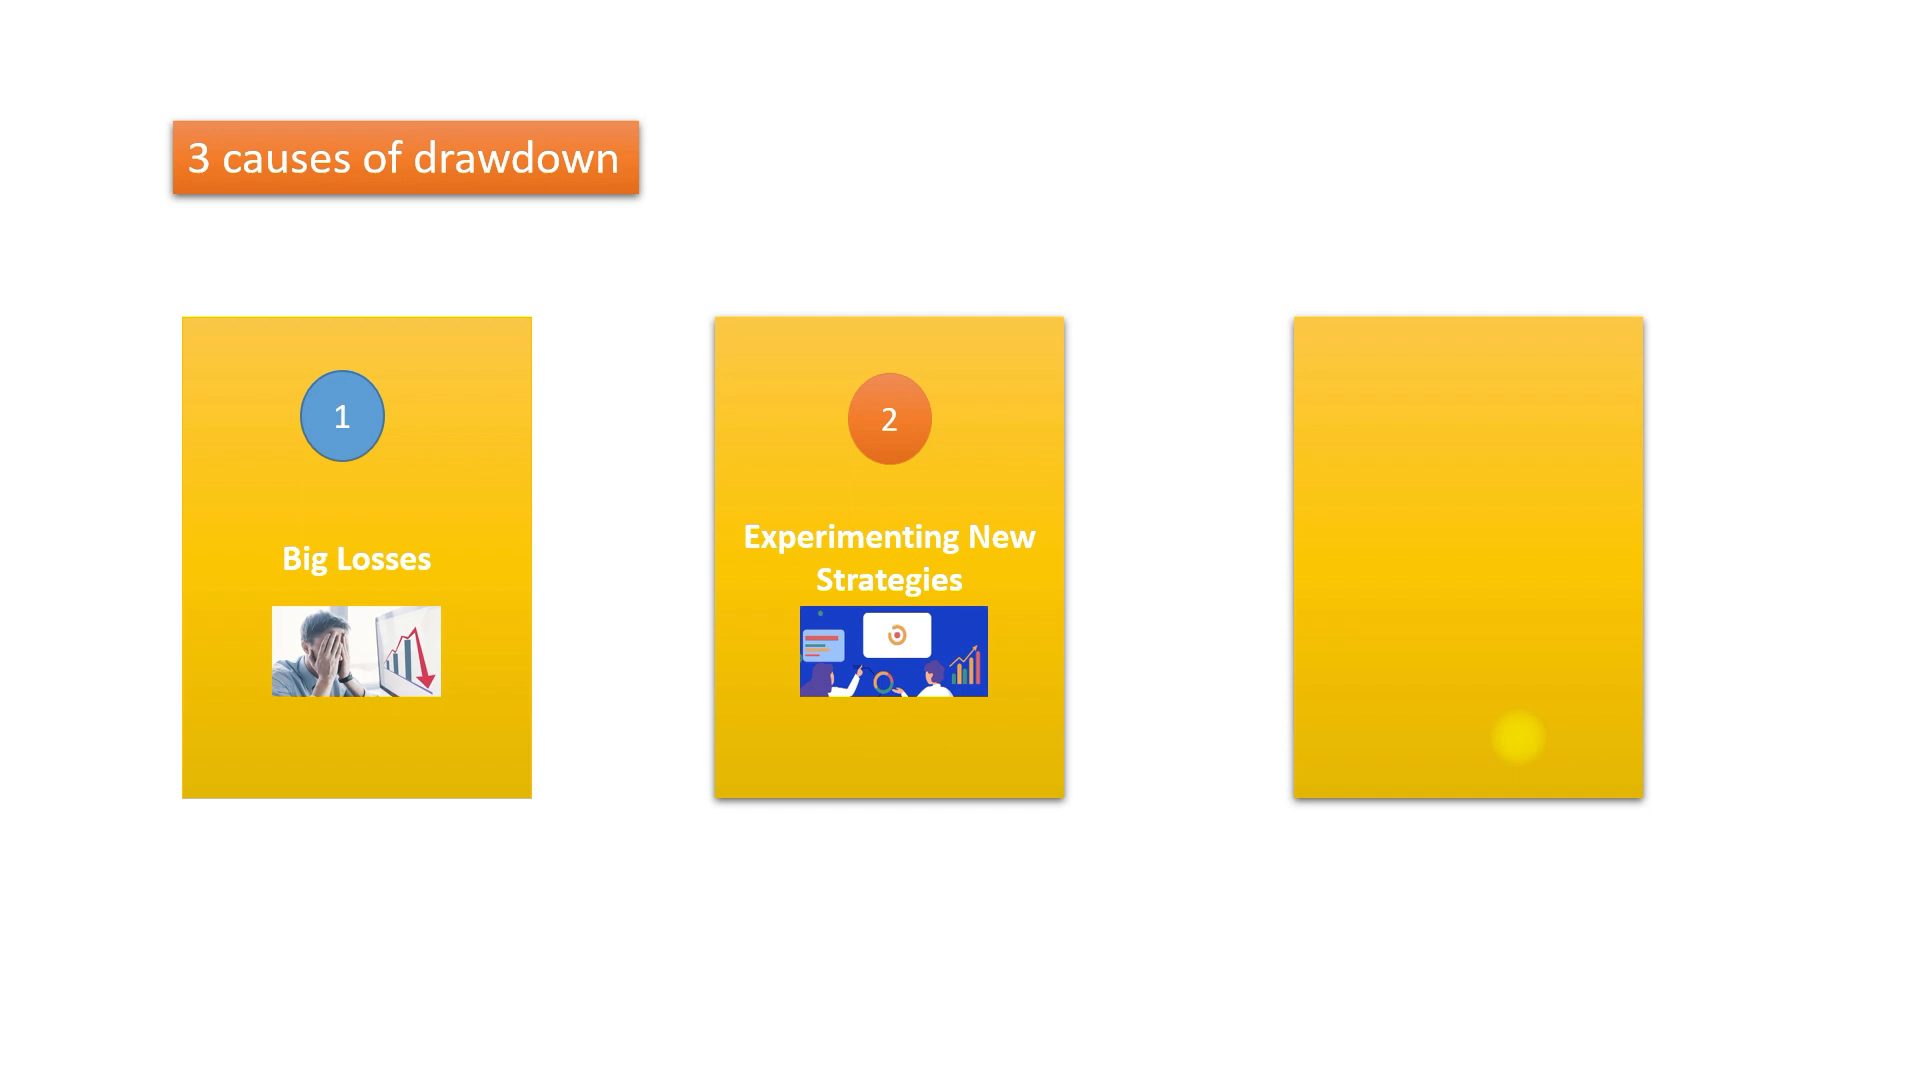 3 causes of drawdown
1
Big Losses
2
Experimenting New
Strategies